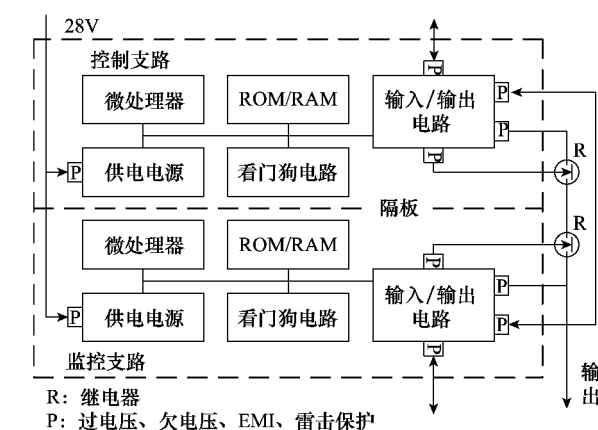 28V
控制支路
微处理器
ROM/RAM
输入/输出
电路
P
P
P
P
P
供电电源
看门狗电路
R
隔板
R
微处理器
ROM/RAM
P
输入/输出
电路
P
P
P
P
供电电源
看门狗电路
监控支路
输
出
R：继电器
P：过电压、欠电压、EMI、雷击保护